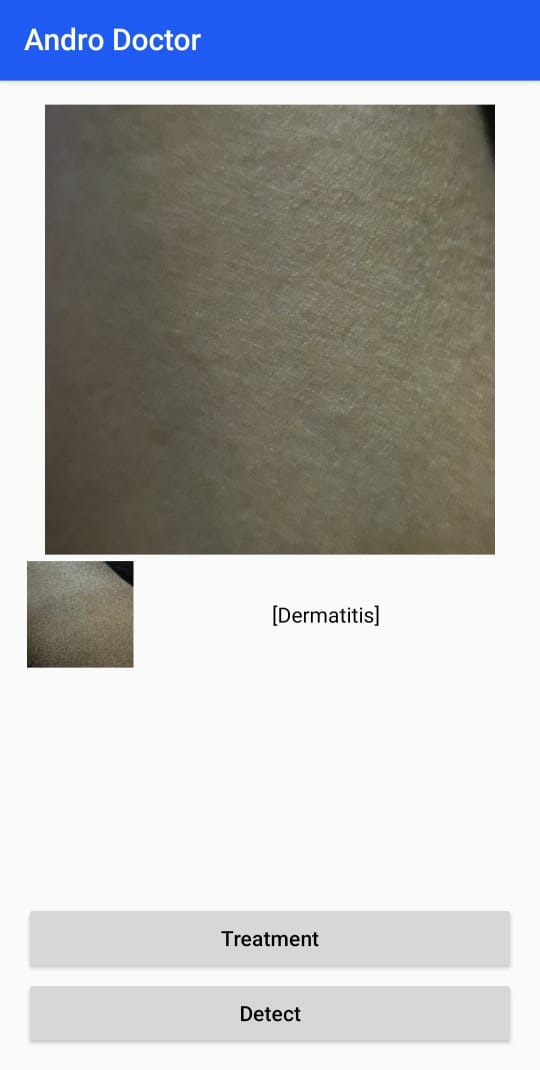 Andro Doctor
[Dermatitis]
Treatment
Detect